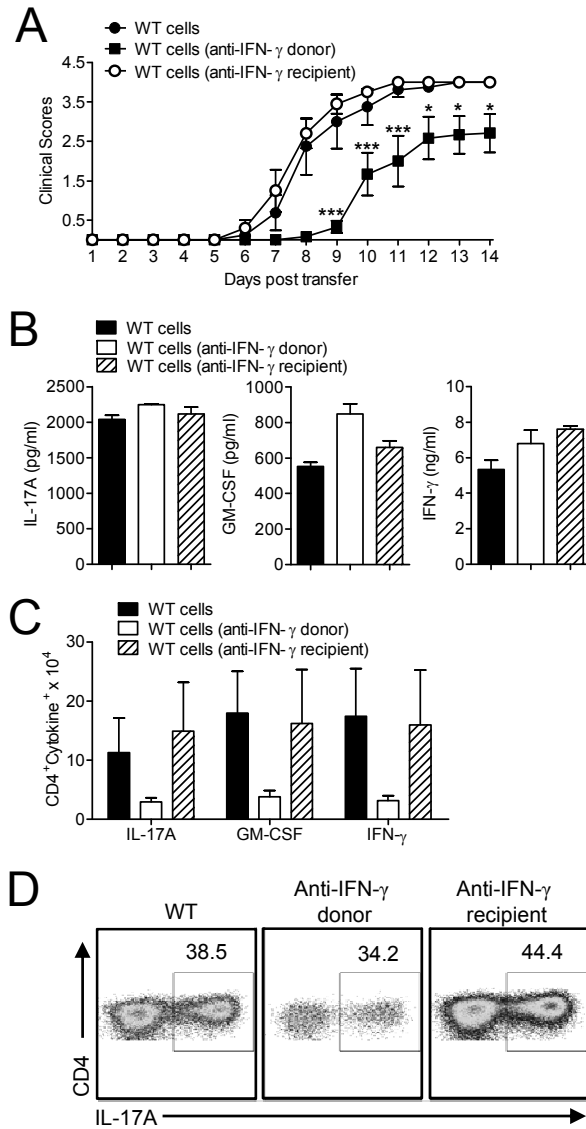 A
WT cells
WT cells (anti-IFN-γ donor)
WT cells (anti-IFN-γ recipient)
Clinical Scores
4.5
3.5
2.5
1.5
0.5
*** *** *** * * *
1 2 3 4 5 6 7 8 9 10 11 12 13 14
Days post transfer
B
WT cells
WT cells (anti-IFN-γ donor)
WT cells (anti-IFN-γ recipient)
IL-17A (pg/ml)
2500
2000
1500
1000
500
0
GM-CSF (pg/ml)
1000
800
600
400
200
0
IFN-γ (ng/ml)
8
6
4
2
0
C
WT cells
WT cells (anti-IFN-γ donor)
WT cells (anti-IFN-γ recipient)
CD4⁺Cytokine⁺ x 10⁴
30
20
10
0
IL-17A GM-CSF IFN-γ
D
WT
Anti-IFN-γ donor
Anti-IFN-γ recipient
38.5 34.2 44.4
CD4
IL-17A